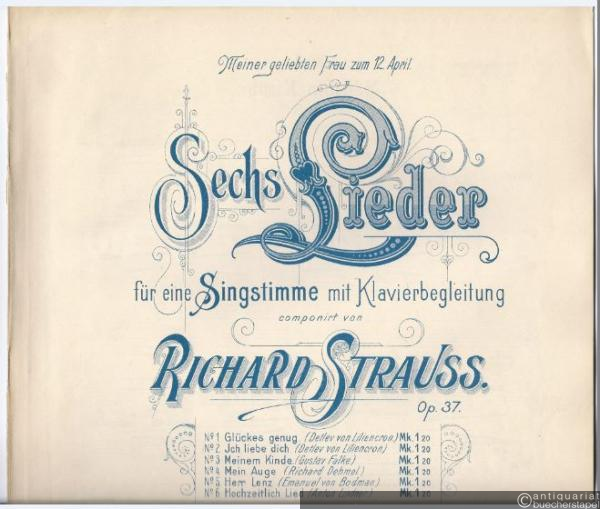 Meiner geliebten Frau zum 12. April.
Sechs Lieder
für eine Singstimme mit Klavierbegleitung
componirt von
RICHARD STRAUSS.
Op. 37.
No 1 Glückes genug (Detlev von Liliencron) Mk. 1 20
No 2 Jch liebe dich (Detlev von Liliencron) Mk. 1 20
No 3 Meinem Kinde (Gustav Falke) Mk. 1 20
No 4 Mein Auge (Richard Dehmel) Mk. 1 20
No 5 Herr Lenz (Emanuel von Bodman) Mk. 1 20
No 6 Hochzeitlich Lied (Anton Lindner) Mk. 1 20
antiquariat
buecherstapel